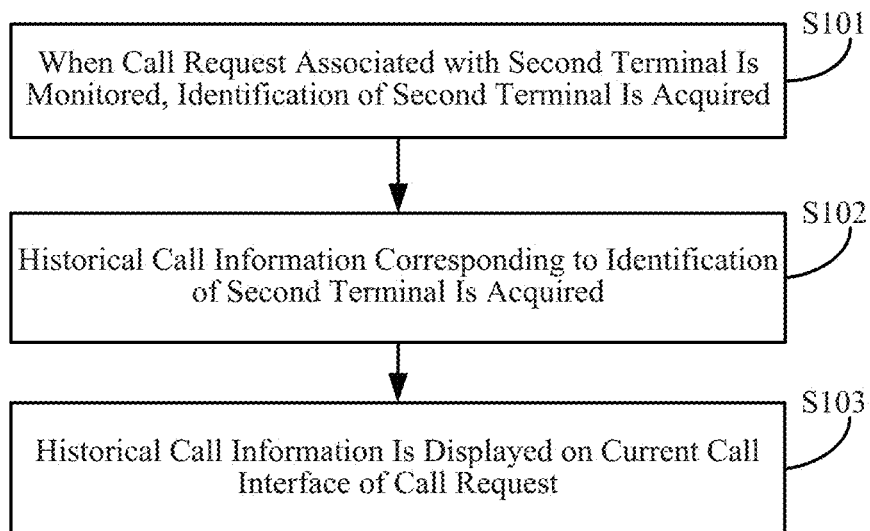 S101
When Call Request Associated with Second Terminal Is
Monitored, Identification of Second Terminal Is Acquired
S102
Historical Call Information Corresponding to Identification
of Second Terminal Is Acquired
S103
Historical Call Information Is Displayed on Current Call
Interface of Call Request